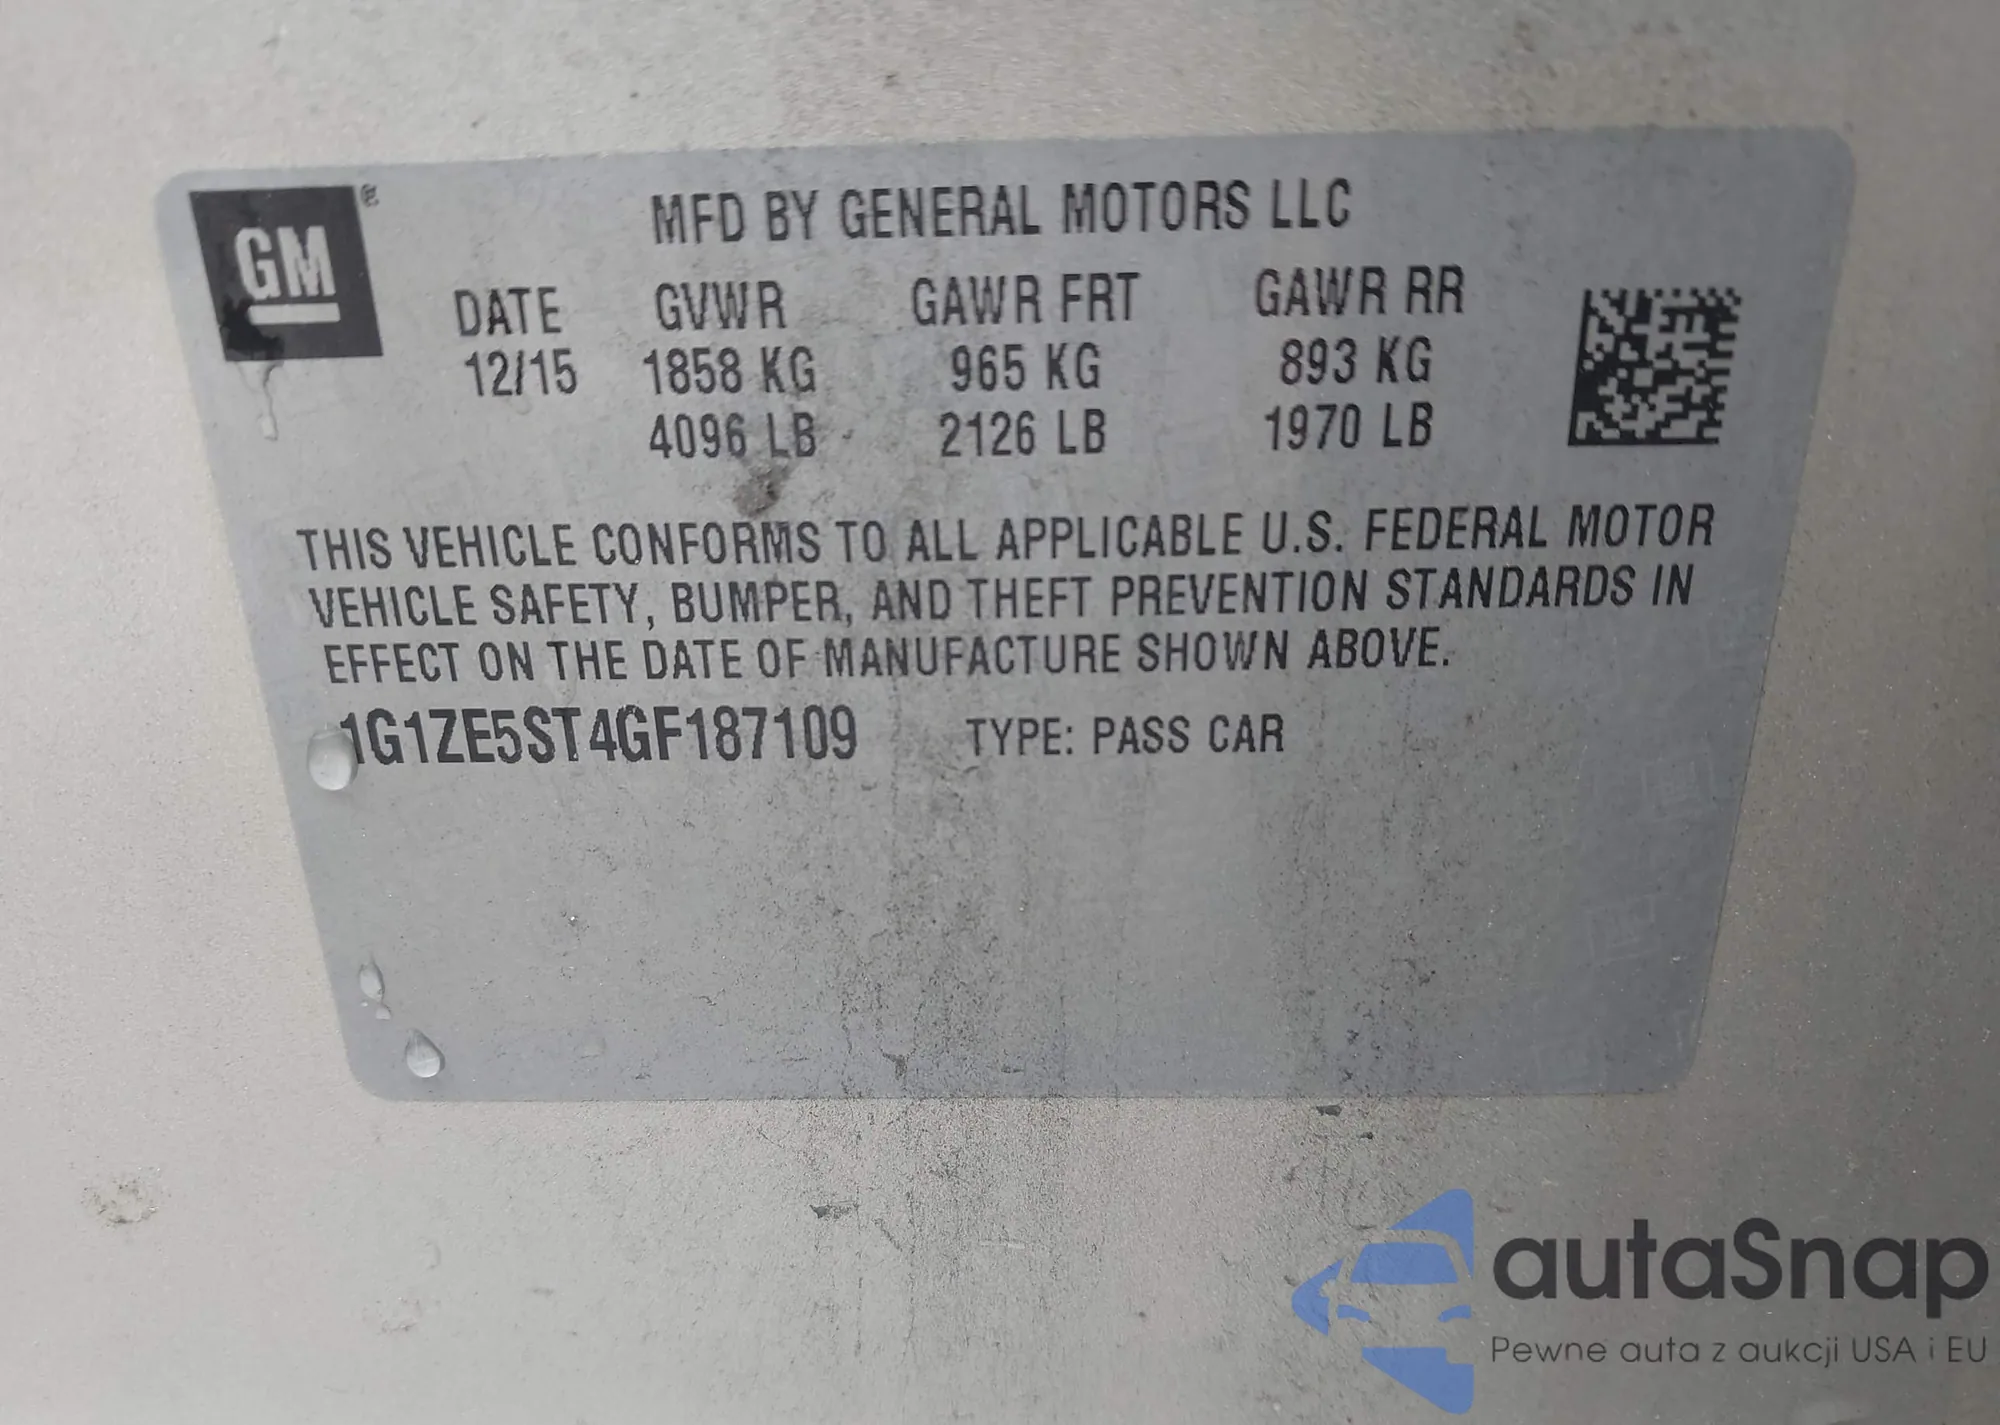 GM®
MFD BY GENERAL MOTORS LLC
DATE GVWR GAWR FRT GAWR RR
12/15 1858 KG 965 KG 893 KG
4096 LB 2126 LB 1970 LB
THIS VEHICLE CONFORMS TO ALL APPLICABLE U.S. FEDERAL MOTOR
VEHICLE SAFETY, BUMPER, AND THEFT PREVENTION STANDARDS IN
EFFECT ON THE DATE OF MANUFACTURE SHOWN ABOVE.
1G1ZE5ST4GF187109 TYPE: PASS CAR
autaSnap
Pewne auta z aukcji USA i EU